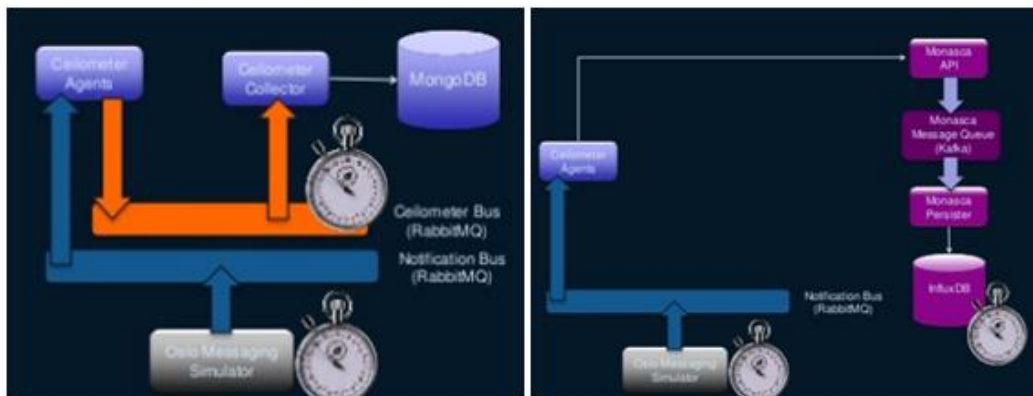 Ceilometer
Agents
Ceilometer
Collector
MongoDB
Ceilometer Bus
(RabbitMQ)
Notification Bus
(RabbitMQ)
Oslo Messaging
Simulator
Monasca
API
Monasca
Message Queue
(Kafka)
Ceilometer
Agents
Monasca
Persister
InfluxDB
Notification Bus
(RabbitMQ)
Oslo Messaging
Simulator